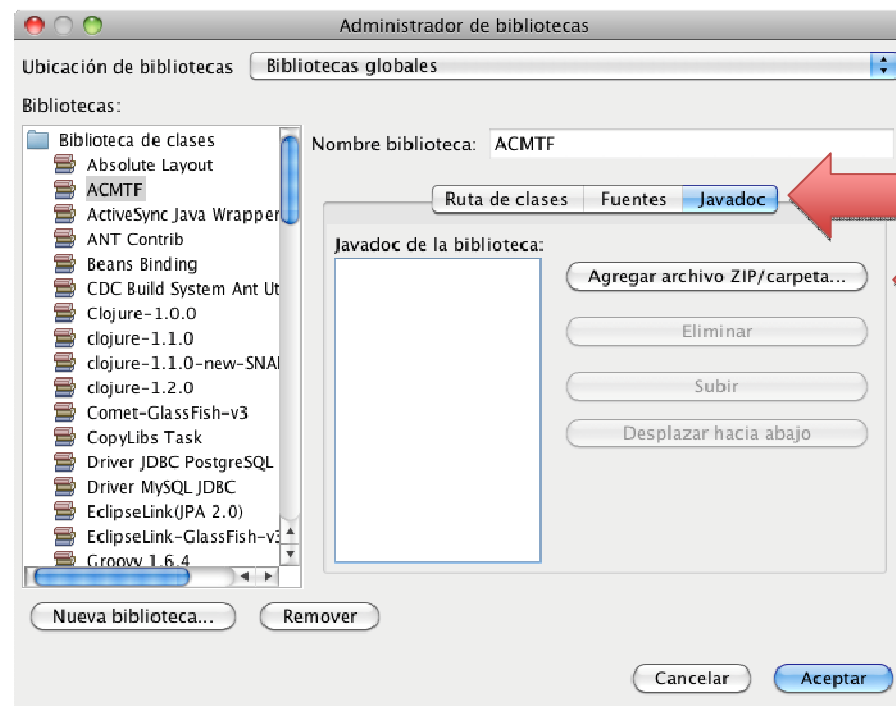 Administrador de bibliotecas
Ubicación de bibliotecas Bibliotecas globales
Bibliotecas:
Biblioteca de clases
Absolute Layout
ACMTF
ActiveSync Java Wrapper
ANT Contrib
Beans Binding
CDC Build System Ant Ut
Clojure-1.0.0
clojure-1.1.0
clojure-1.1.0-new-SNA
clojure-1.2.0
Comet-GlassFish-v3
CopyLibs Task
Driver JDBC PostgreSQL
Driver MySQL JDBC
EclipseLink(JPA 2.0)
EclipseLink-GlassFish-v3
Groovy 1.6.4
Nombre biblioteca: ACMTF
Ruta de clases Fuentes Javadoc
Javadoc de la biblioteca:
Agregar archivo ZIP/carpeta...
Eliminar
Subir
Desplazar hacia abajo
Nueva biblioteca... Remover
Cancelar Aceptar